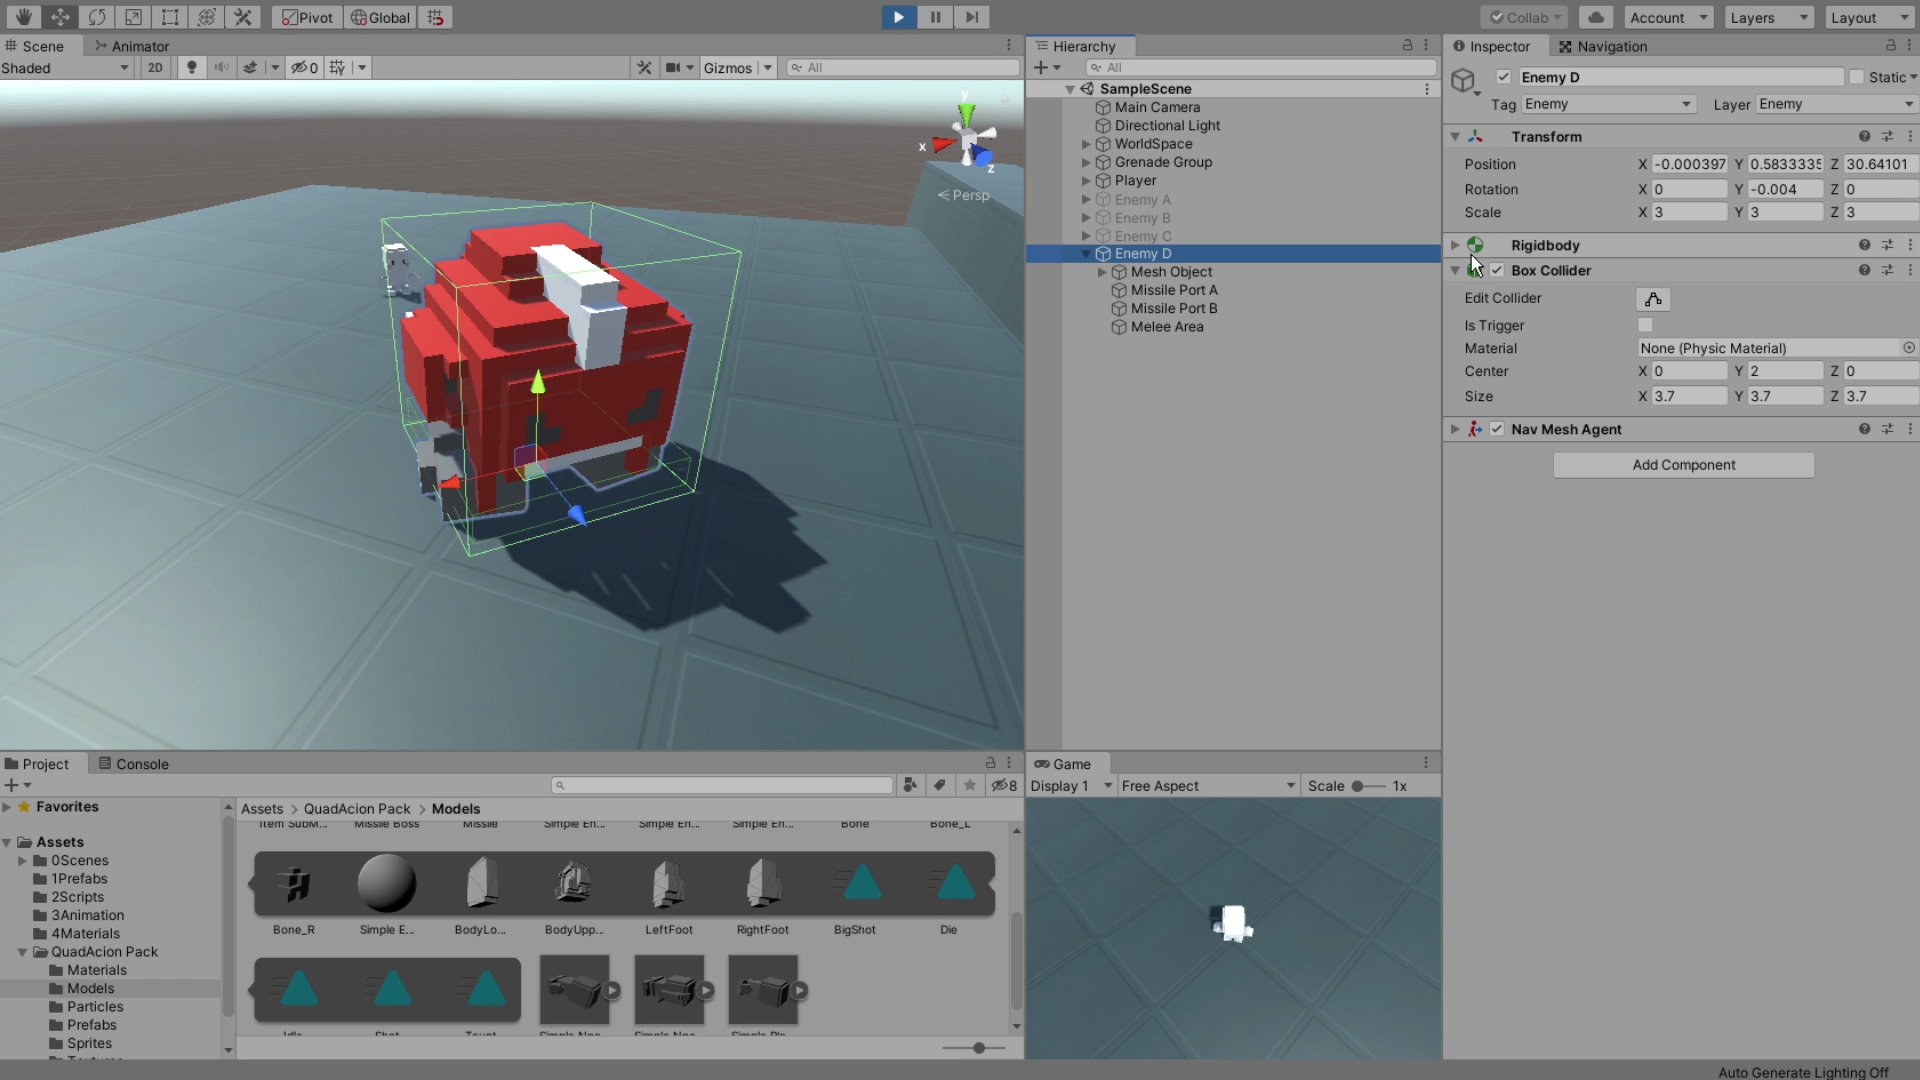 Pivot Global Collab Account Layers Layout
Scene Animator
Shaded 2D 0 Gizmos All
y
x
z
Persp
Hierarchy
All
SampleScene
Main Camera
Directional Light
WorldSpace
Grenade Group
Player
Enemy A
Enemy B
Enemy C
Enemy D
Mesh Object
Missile Port A
Missile Port B
Melee Area
Inspector Navigation
Enemy D Static
Tag Enemy Layer Enemy
Transform
Position X -0.000397 Y 0.5833335 Z 30.64101
Rotation X 0 Y -0.004 Z 0
Scale X 3 Y 3 Z 3
Rigidbody
Box Collider
Edit Collider
Is Trigger
Material None (Physic Material)
Center X 0 Y 2 Z 0
Size X 3.7 Y 3.7 Z 3.7
Nav Mesh Agent
Add Component
Project Console
8
Favorites
Assets
0Scenes
1Prefabs
2Scripts
3Animation
4Materials
QuadAcion Pack
Materials
Models
Particles
Prefabs
Sprites
Assets > QuadAcion Pack > Models
Item SubM... Missile Boss Missile Simple En... Simple En... Simple En... Bone Bone_L
Bone_R Simple E... BodyLo... BodyUpp... LeftFoot RightFoot BigShot Die
Idle Shot Taunt Simple Npc... Simple Npc... Simple Pla...
Game
Display 1 Free Aspect Scale 1x
Auto Generate Lighting Off